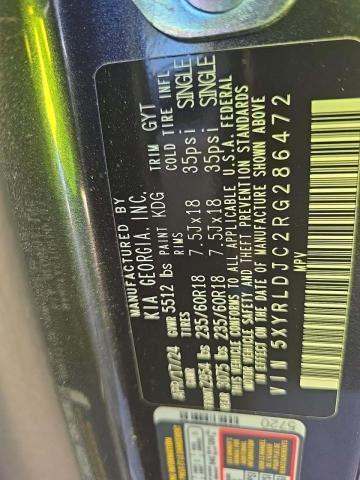 MANUFACTURED BY
KIA GEORGIA, INC.
GVWR 5512 lbs PAINT KDG TRIM GYT
GAWR TIRES RIMS COLD TIRE INFL
2954 lbs 235/60R18 7.5Jx18 35psi SINGLE
3075 lbs 235/60R18 7.5Jx18 35psi SINGLE
THIS VEHICLE CONFORMS TO ALL APPLICABLE U.S.A. FEDERAL
MOTOR VEHICLE SAFETY AND THEFT PREVENTION STANDARDS
IN EFFECT ON THE DATE OF MANUFACTURE SHOWN ABOVE
VIN 5XYRLDJC2RG286472
MPV
5720